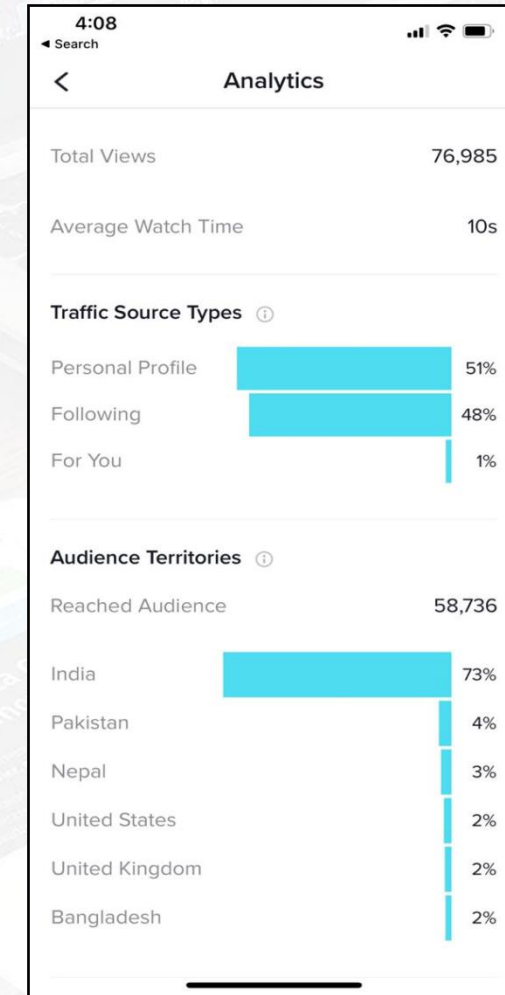 4:08
◀ Search
Analytics
Total Views 76,985
Average Watch Time 10s
Traffic Source Types
Personal Profile 51%
Following 48%
For You 1%
Audience Territories
Reached Audience 58,736
India 73%
Pakistan 4%
Nepal 3%
United States 2%
United Kingdom 2%
Bangladesh 2%